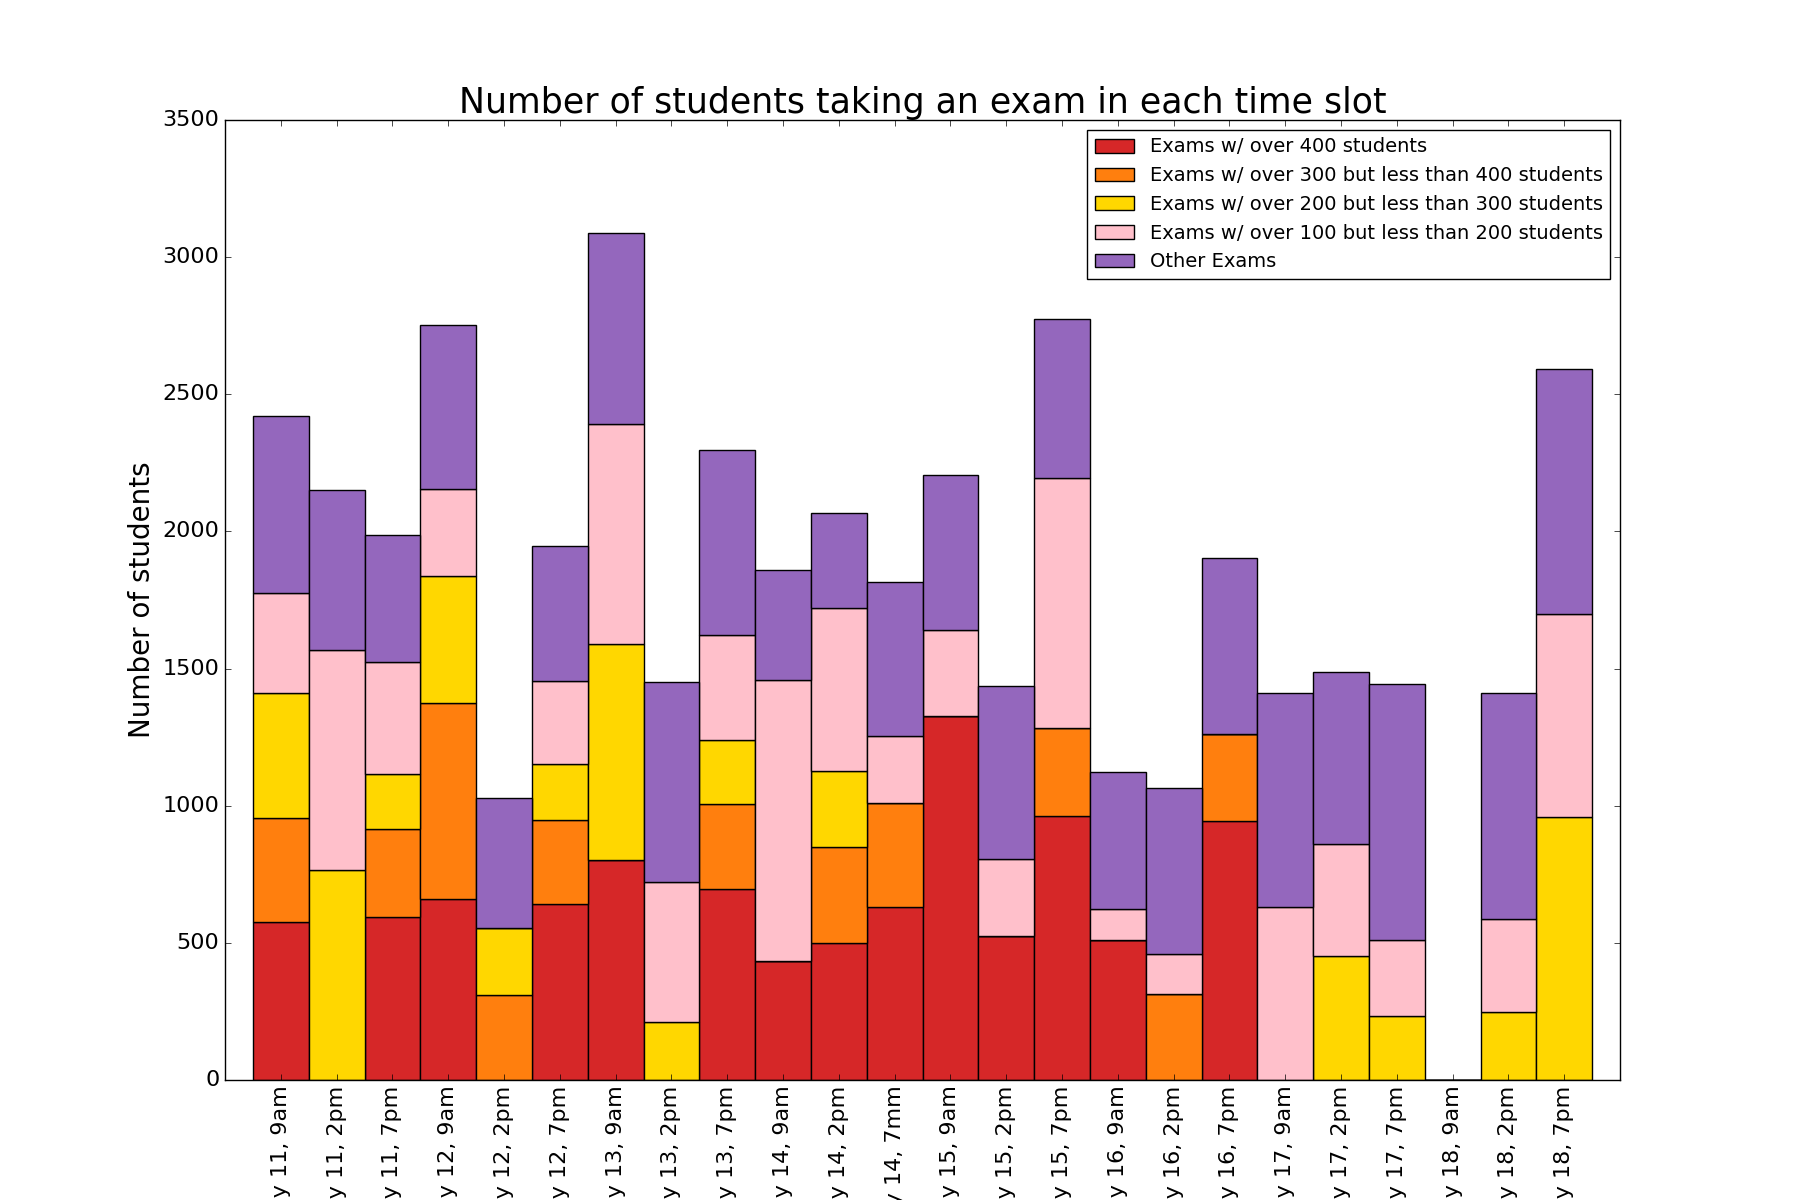 Number of students taking an exam in each time slot
3500
3000
2500
2000
1500
1000
500
0
Number of students
Exams w/ over 400 students
Exams w/ over 300 but less than 400 students
Exams w/ over 200 but less than 300 students
Exams w/ over 100 but less than 200 students
Other Exams
y 11, 9am
y 11, 2pm
y 11, 7pm
y 12, 9am
y 12, 2pm
y 12, 7pm
y 13, 9am
y 13, 2pm
y 13, 7pm
y 14, 9am
y 14, 2pm
y 14, 7mm
y 15, 9am
y 15, 2pm
y 15, 7pm
y 16, 9am
y 16, 2pm
y 16, 7pm
y 17, 9am
y 17, 2pm
y 17, 7pm
y 18, 9am
y 18, 2pm
y 18, 7pm